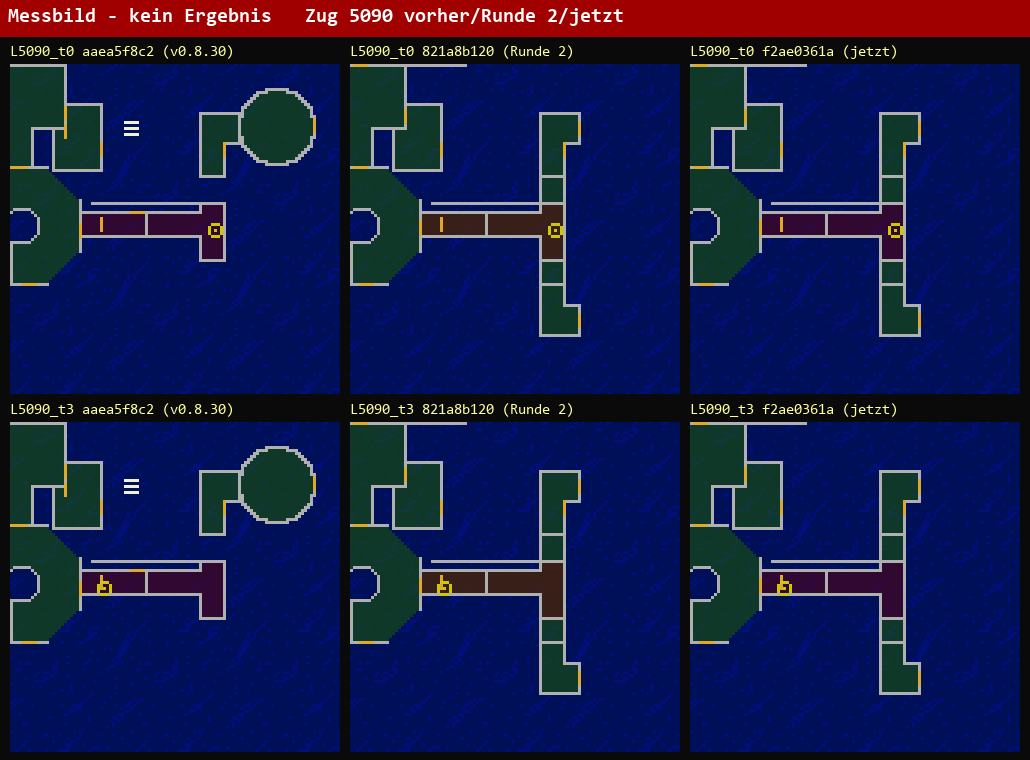 Messbild - kein Ergebnis   Zug 5090 vorher/Runde 2/jetzt
L5090_t0 aaea5f8c2 (v0.8.30)
L5090_t0 821a8b120 (Runde 2)
L5090_t0 f2ae0361a (jetzt)
L5090_t3 aaea5f8c2 (v0.8.30)
L5090_t3 821a8b120 (Runde 2)
L5090_t3 f2ae0361a (jetzt)